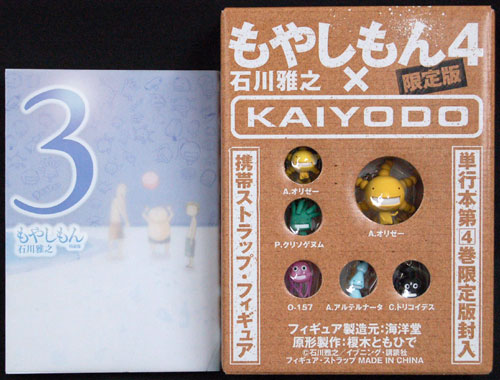 3
もやしもん
石川雅之
もやしもん4
石川雅之 × 限定版
KAIYODO
携帯ストラップ・フィギュア
単行本第4巻限定版封入
A.オリゼー
P.クリソゲヌム
A.オリゼー
O-157
A.アルテルナータ
C.トリコイデス
フィギュア製造元:海洋堂
原形製作:榎木ともひで
©石川雅之/イブニング・講談社
フィギュア・ストラップ MADE IN CHINA